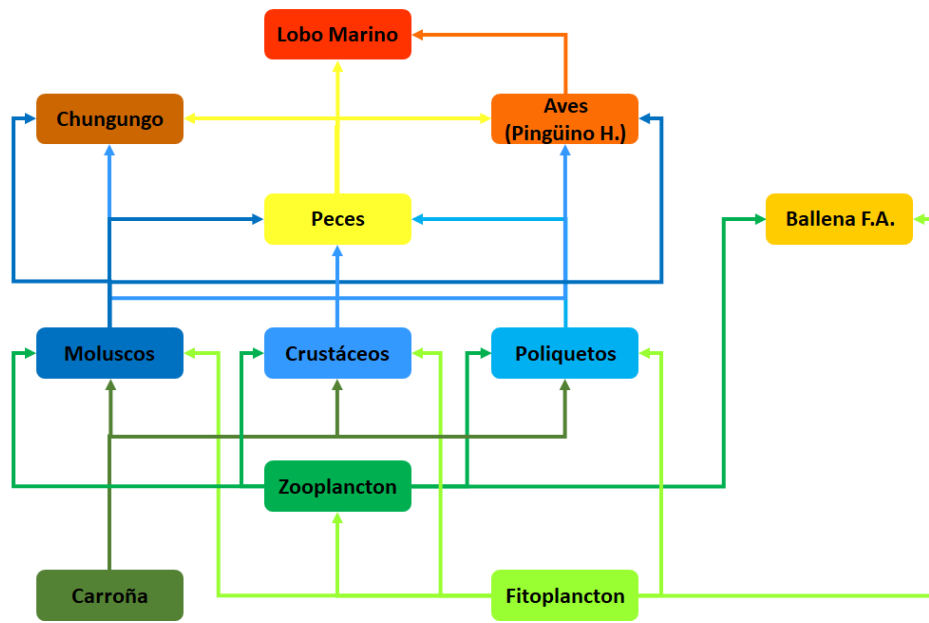 Lobo Marino
Chungungo
Aves
(Pingüino H.)
Peces
Ballena F.A.
Moluscos
Crustáceos
Poliquetos
Zooplancton
Carroña
Fitoplancton